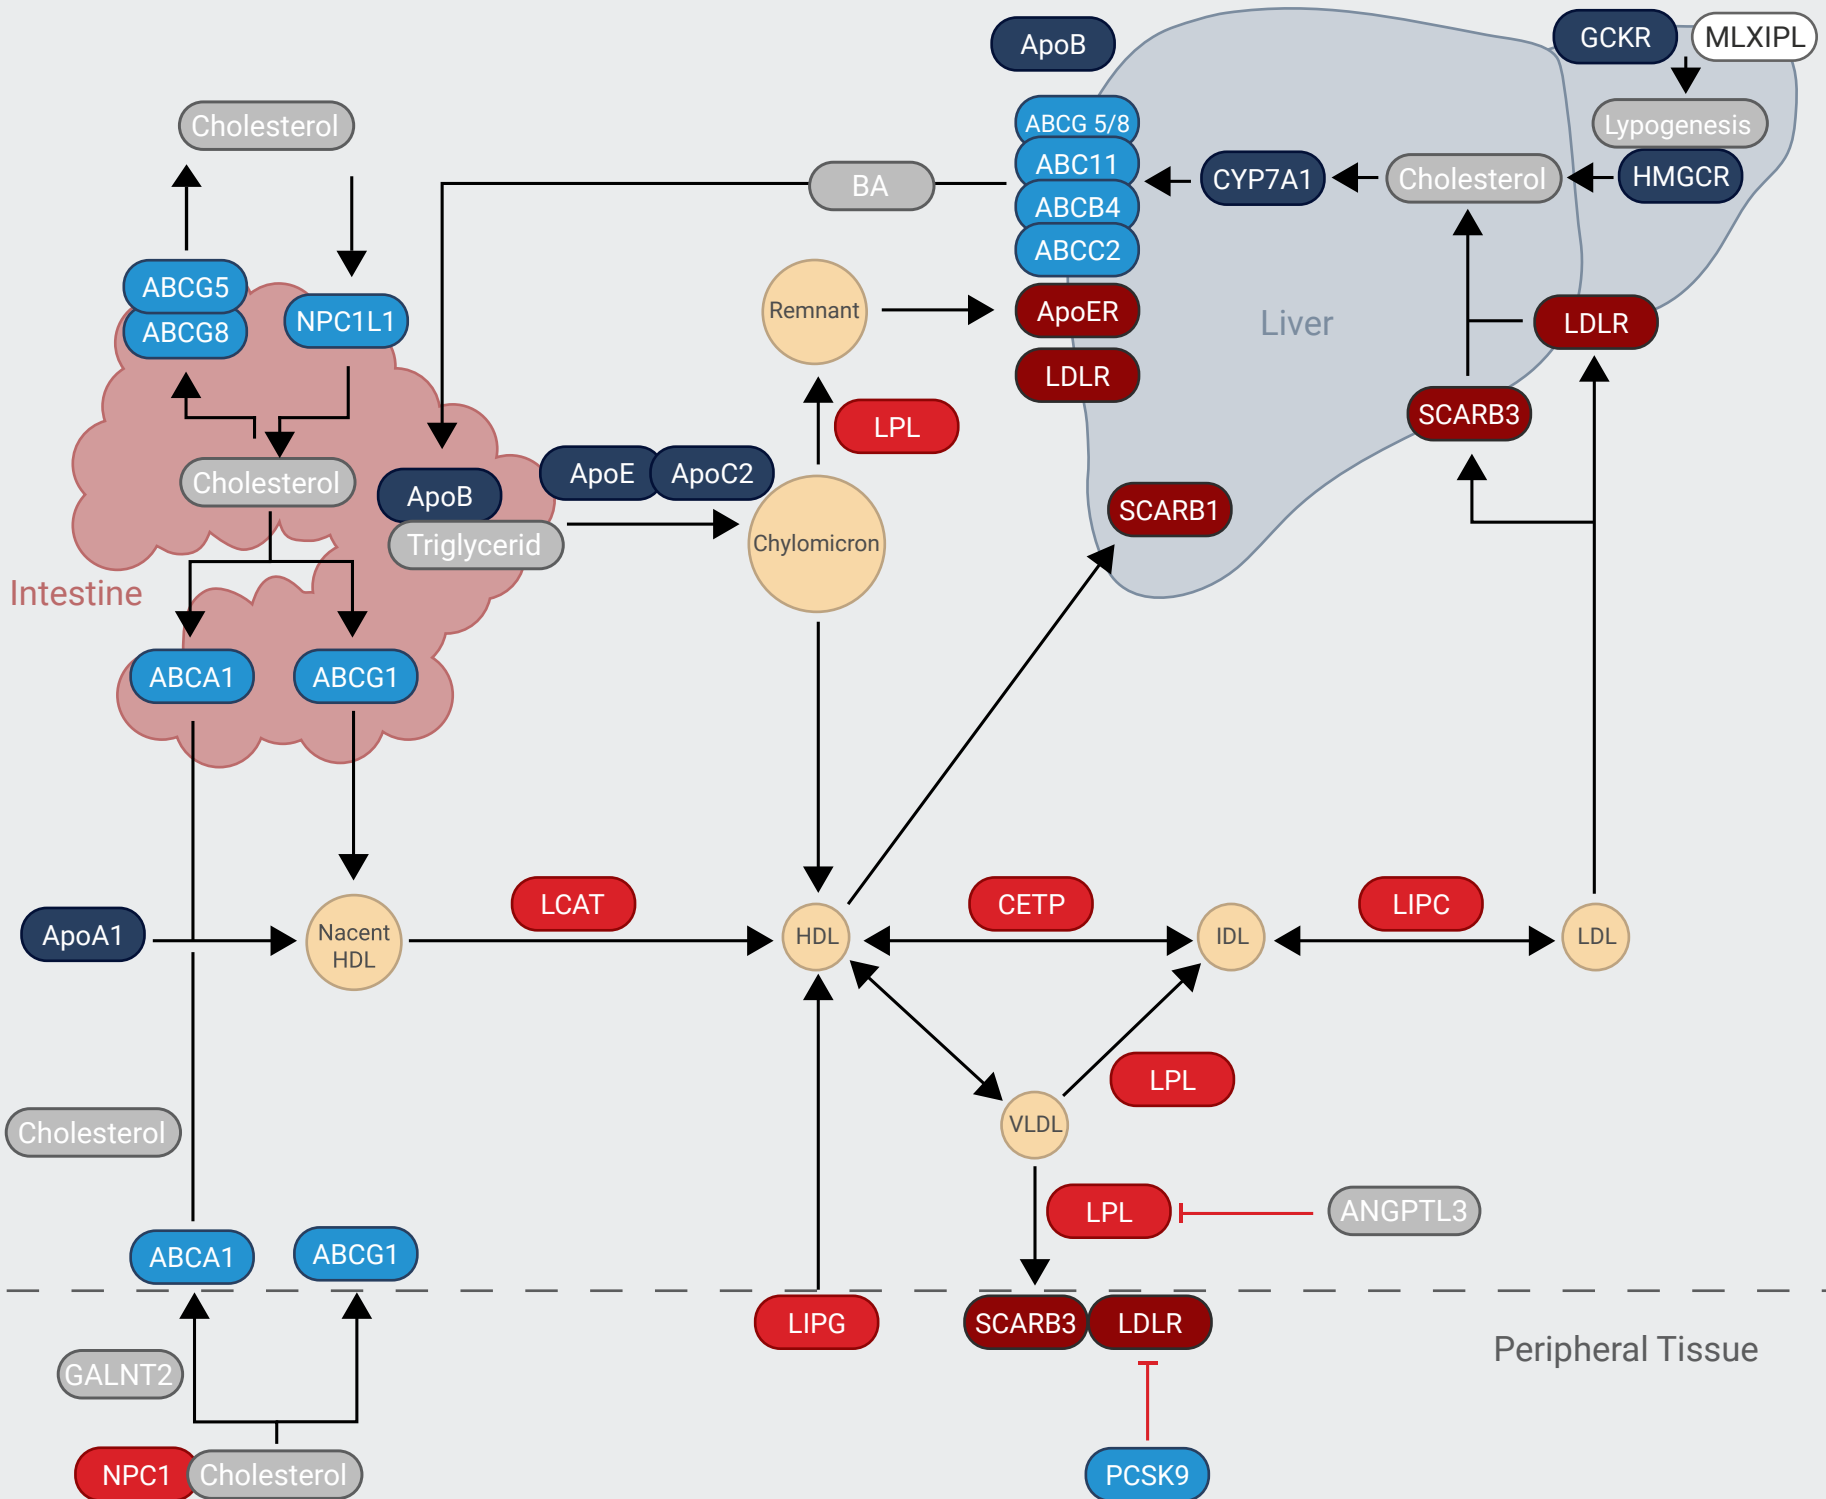 ApoB
GCKR
MLXIPL
Cholesterol
ABCG 5/8
Lypogenesis
ABC11
BA
CYP7A1
Cholesterol
HMGCR
ABCB4
ABCC2
ABCG5
ABCG8
NPC1L1
Remnant
ApoER
Liver
LDLR
LDLR
LPL
SCARB3
Cholesterol
ApoB
ApoE
ApoC2
Triglycerid
Chylomicron
SCARB1
Intestine
ABCA1
ABCG1
LCAT
CETP
LIPC
ApoA1
Nacent
HDL
HDL
IDL
LDL
LPL
VLDL
Cholesterol
LPL
ANGPTL3
ABCA1
ABCG1
LIPG
SCARB3
LDLR
Peripheral Tissue
GALNT2
NPC1
Cholesterol
PCSK9